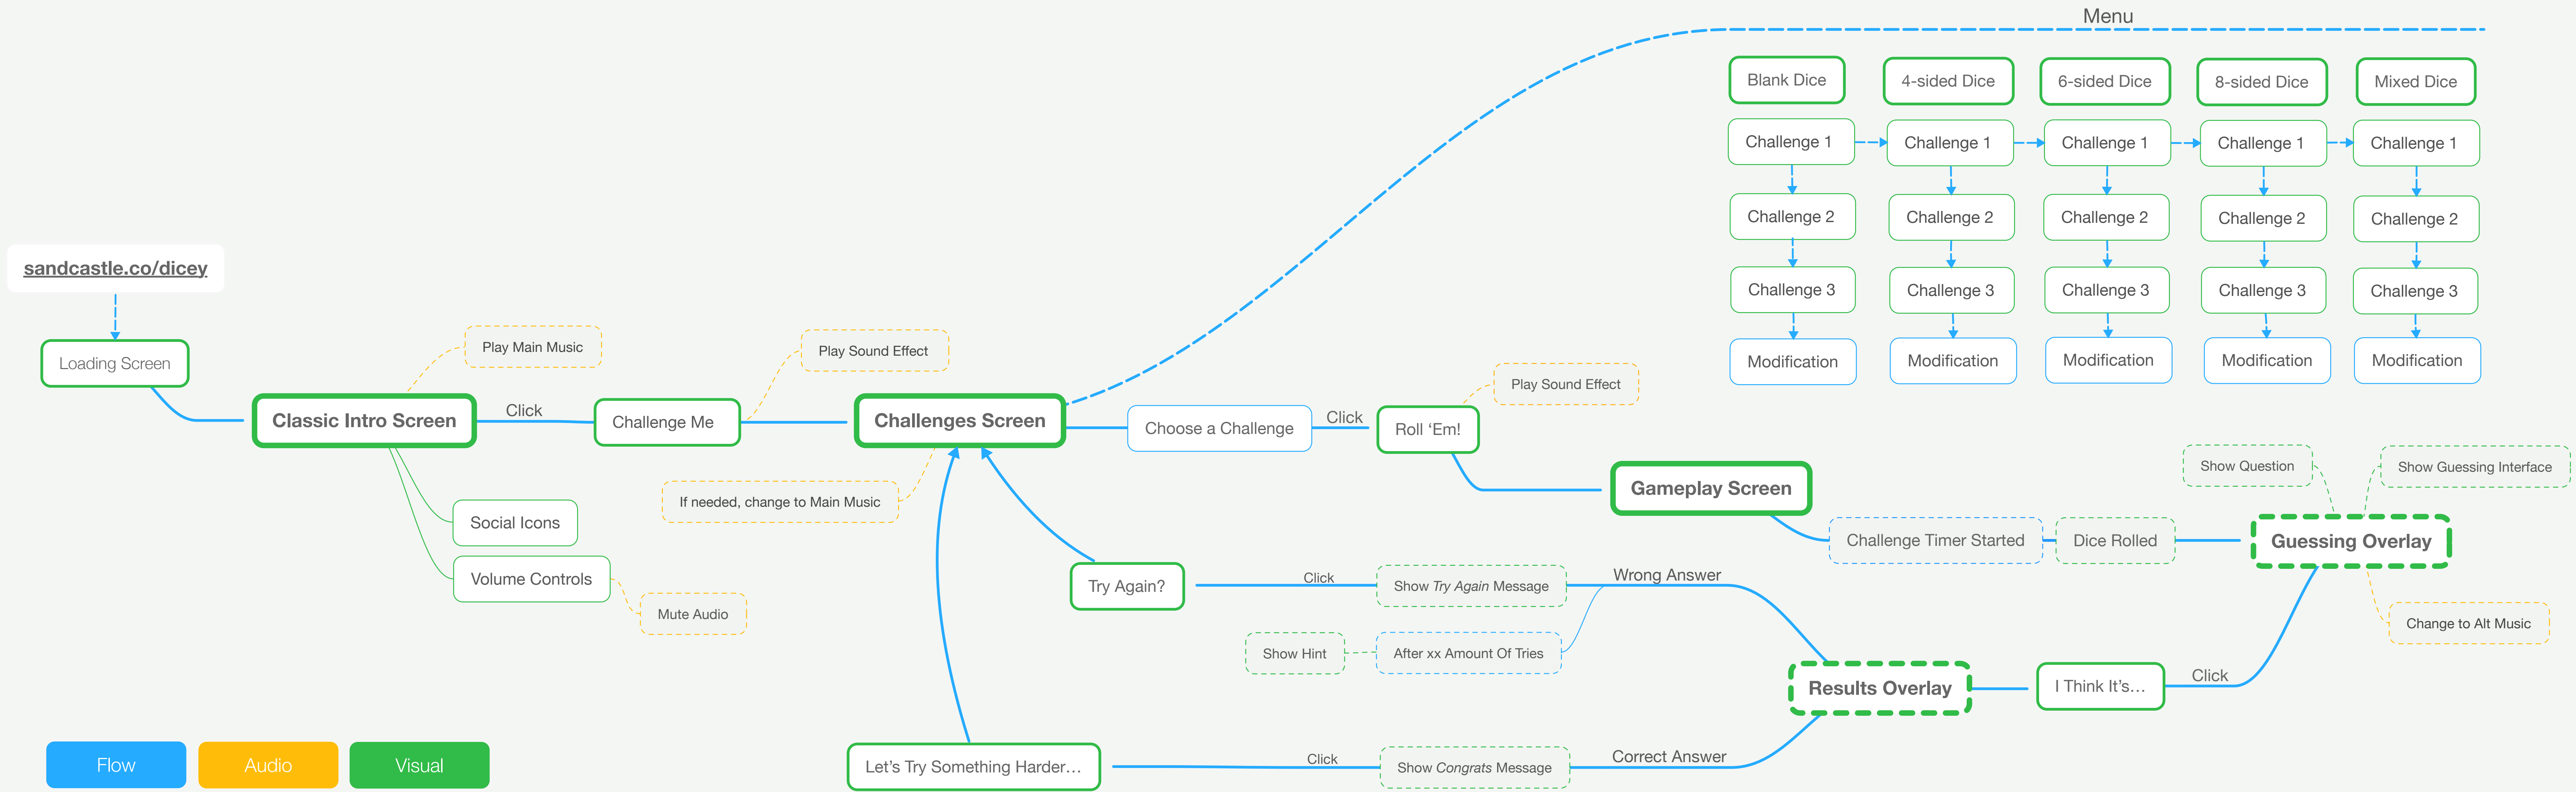 Menu
Blank Dice
4-sided Dice
6-sided Dice
8-sided Dice
Mixed Dice
Challenge 1
Challenge 1
Challenge 1
Challenge 1
Challenge 1
Challenge 2
Challenge 2
Challenge 2
Challenge 2
Challenge 2
Challenge 3
Challenge 3
Challenge 3
Challenge 3
Challenge 3
Modification
Modification
Modification
Modification
Modification
sandcastle.co/dicey
Loading Screen
Play Main Music
Play Sound Effect
Classic Intro Screen
Click
Challenge Me
Challenges Screen
Choose a Challenge
Click
Roll ‘Em!
Play Sound Effect
If needed, change to Main Music
Social Icons
Volume Controls
Mute Audio
Gameplay Screen
Challenge Timer Started
Dice Rolled
Show Question
Show Guessing Interface
Guessing Overlay
Change to Alt Music
Click
I Think It’s…
Results Overlay
Wrong Answer
Show Try Again Message
Click
Try Again?
After xx Amount Of Tries
Show Hint
Correct Answer
Show Congrats Message
Click
Let’s Try Something Harder…
Flow
Audio
Visual